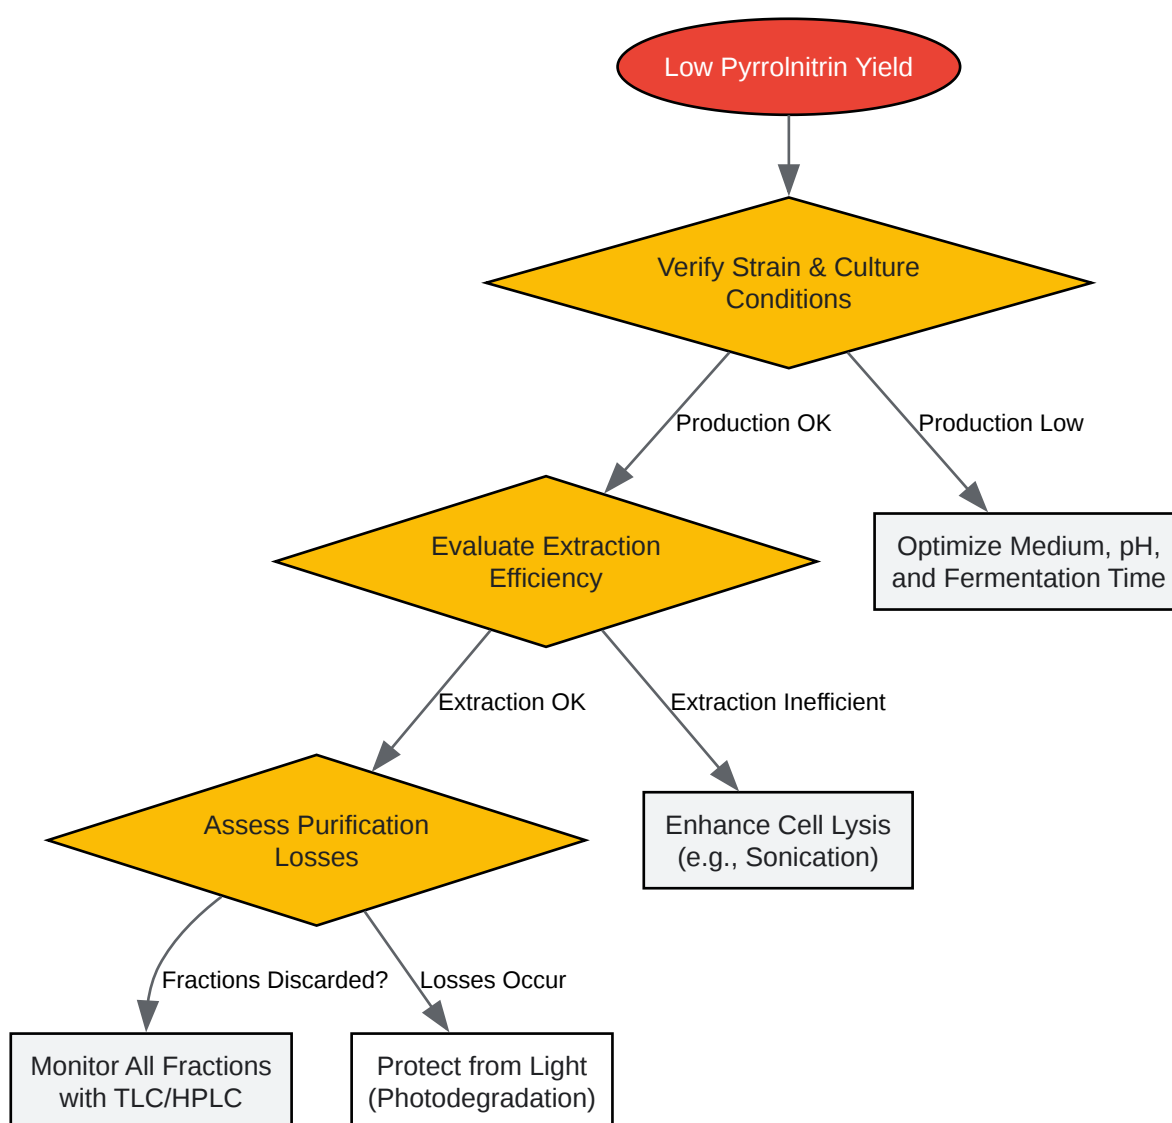 Low Pyrrolnitrin Yield
Verify Strain & Culture
Conditions
Production OK
Production Low
Evaluate Extraction
Efficiency
Optimize Medium, pH,
and Fermentation Time
Extraction OK
Extraction Inefficient
Assess Purification
Losses
Enhance Cell Lysis
(e.g., Sonication)
Fractions Discarded?
Losses Occur
Monitor All Fractions
with TLC/HPLC
Protect from Light
(Photodegradation)